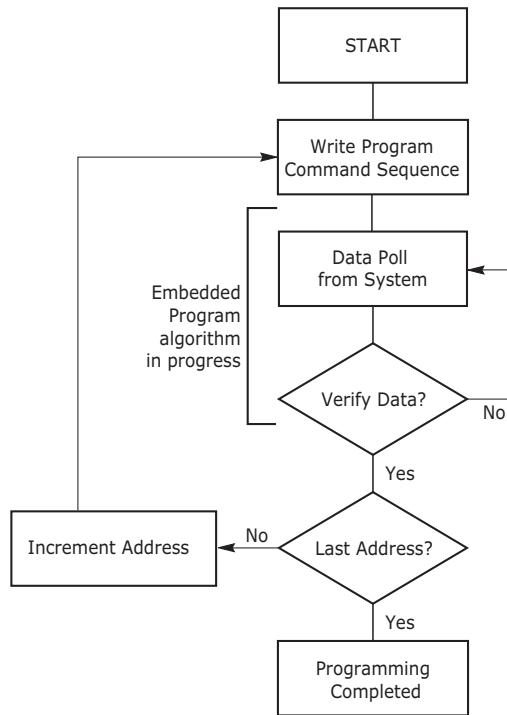 START
Write Program
Command Sequence
Data Poll
from System
Embedded
Program
algorithm
in progress
Verify Data?
No
Yes
Increment Address
No
Last Address?
Yes
Programming
Completed